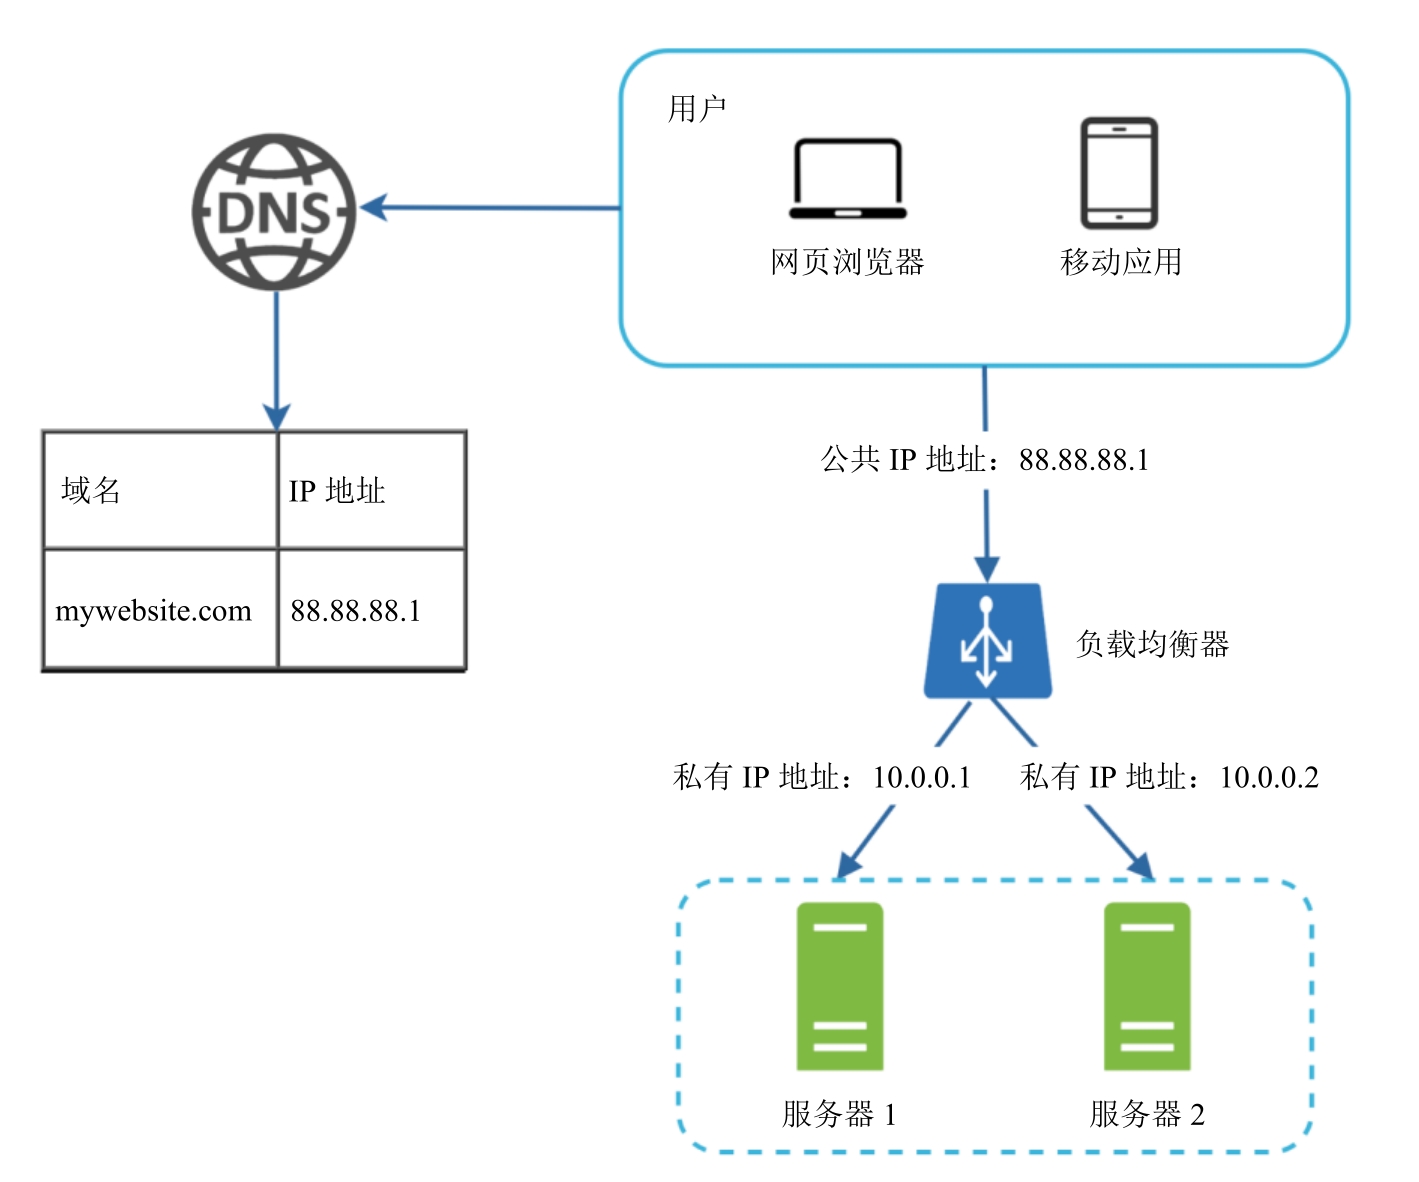 用户
DNS
网页浏览器
移动应用
公共 IP 地址：88.88.88.1
域名
IP 地址
mywebsite.com
88.88.88.1
负载均衡器
私有 IP 地址：10.0.0.1
私有 IP 地址：10.0.0.2
服务器 1
服务器 2